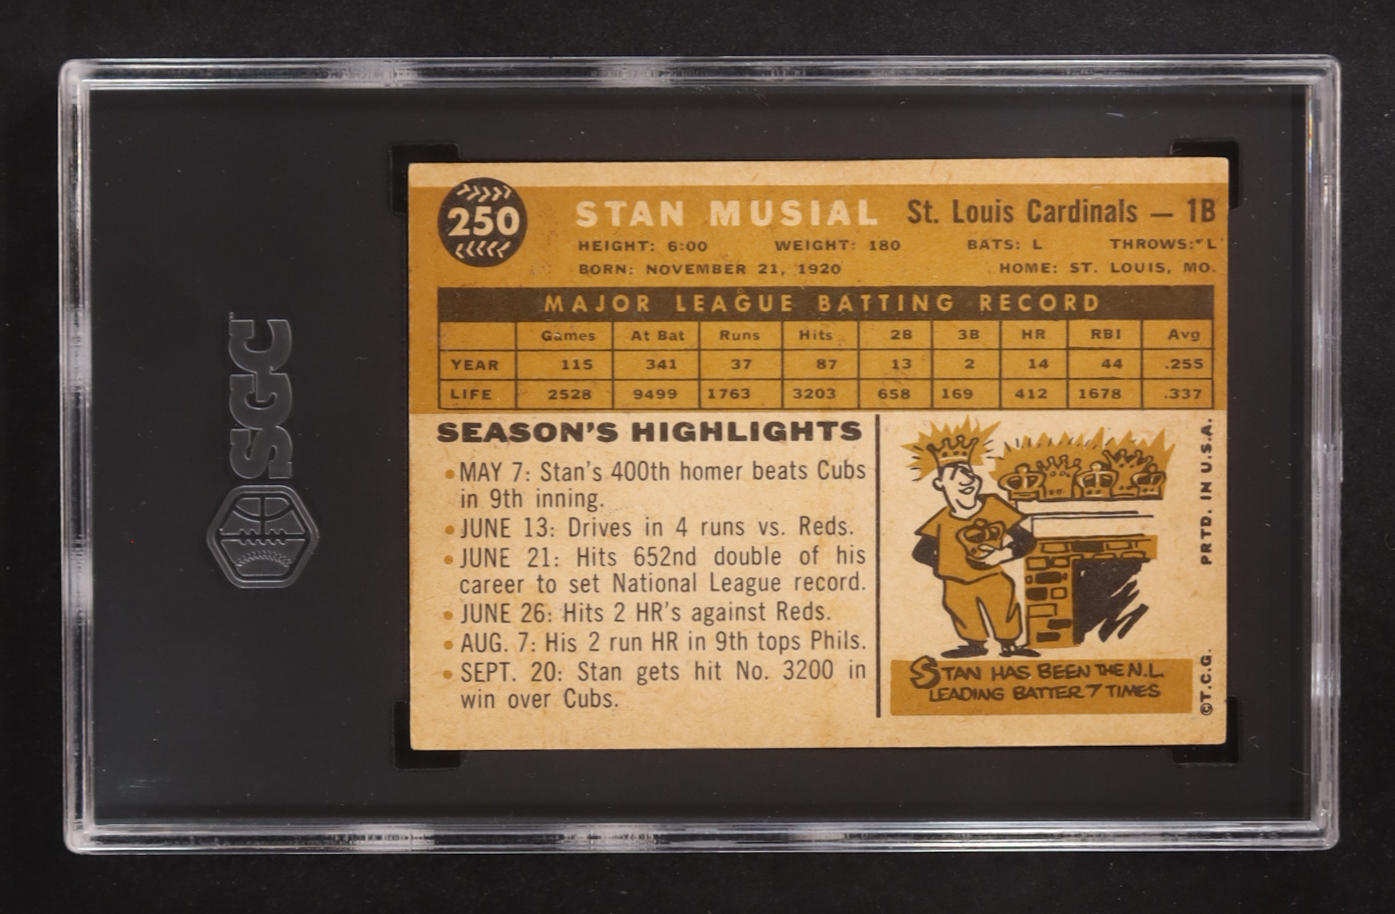 SGC
250
STAN MUSIAL St. Louis Cardinals — 1B
HEIGHT: 6:00 WEIGHT: 180 BATS: L THROWS: L
BORN: NOVEMBER 21, 1920 HOME: ST. LOUIS, MO.
MAJOR LEAGUE BATTING RECORD
Games At Bat Runs Hits 2B 3B HR RBI Avg
YEAR 115 341 37 87 13 2 14 44 .255
LIFE 2528 9499 1763 3203 658 169 412 1678 .337
SEASON'S HIGHLIGHTS
• MAY 7: Stan's 400th homer beats Cubs
in 9th inning.
• JUNE 13: Drives in 4 runs vs. Reds.
• JUNE 21: Hits 652nd double of his
career to set National League record.
• JUNE 26: Hits 2 HR's against Reds.
• AUG. 7: His 2 run HR in 9th tops Phils.
• SEPT. 20: Stan gets hit No. 3200 in
win over Cubs.
STAN HAS BEEN THE N.L.
LEADING BATTER 7 TIMES
©T.C.G. PRTD. IN U.S.A.